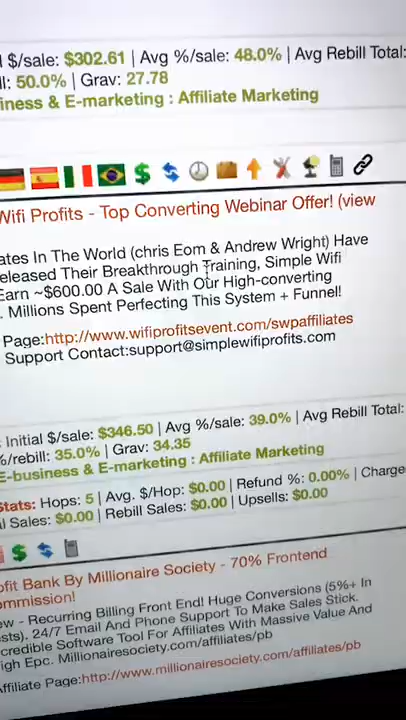 $/sale: $302.61 | Avg %/sale: 48.0% | Avg Rebill Total:
ll: 50.0% | Grav: 27.78
iness & E-marketing : Affiliate Marketing
Wifi Profits - Top Converting Webinar Offer! (view
ates In The World (chris Eom & Andrew Wright) Have
eleased Their Breakthrough Training, Simple Wifi
Earn ~$600.00 A Sale With Our High-converting
. Millions Spent Perfecting This System + Funnel!
Page:http://www.wifiprofitsevent.com/swpaffiliates
Support Contact:support@simplewifiprofits.com
Initial $/sale: $346.50 | Avg %/sale: 39.0% | Avg Rebill Total:
%/rebill: 35.0% | Grav: 34.35
E-business & E-marketing : Affiliate Marketing
Stats: Hops: 5 | Avg. $/Hop: $0.00 | Refund %: 0.00% | Charge
al Sales: $0.00 | Rebill Sales: $0.00 | Upsells: $0.00
ofit Bank By Millionaire Society - 70% Frontend
ommission!
ew - Recurring Billing Front End! Huge Conversions (5%+ In
sts). 24/7 Email And Phone Support To Make Sales Stick.
credible Software Tool For Affiliates With Massive Value And
igh Epc. Millionairesociety.com/affiliates/pb
ffiliate Page:http://www.millionairesociety.com/affiliates/pb